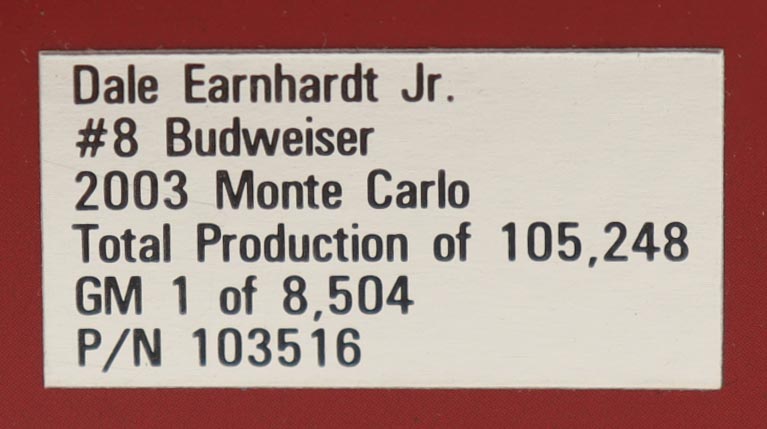 Dale Earnhardt Jr.
#8 Budweiser
2003 Monte Carlo
Total Production of 105,248
GM 1 of 8,504
P/N 103516